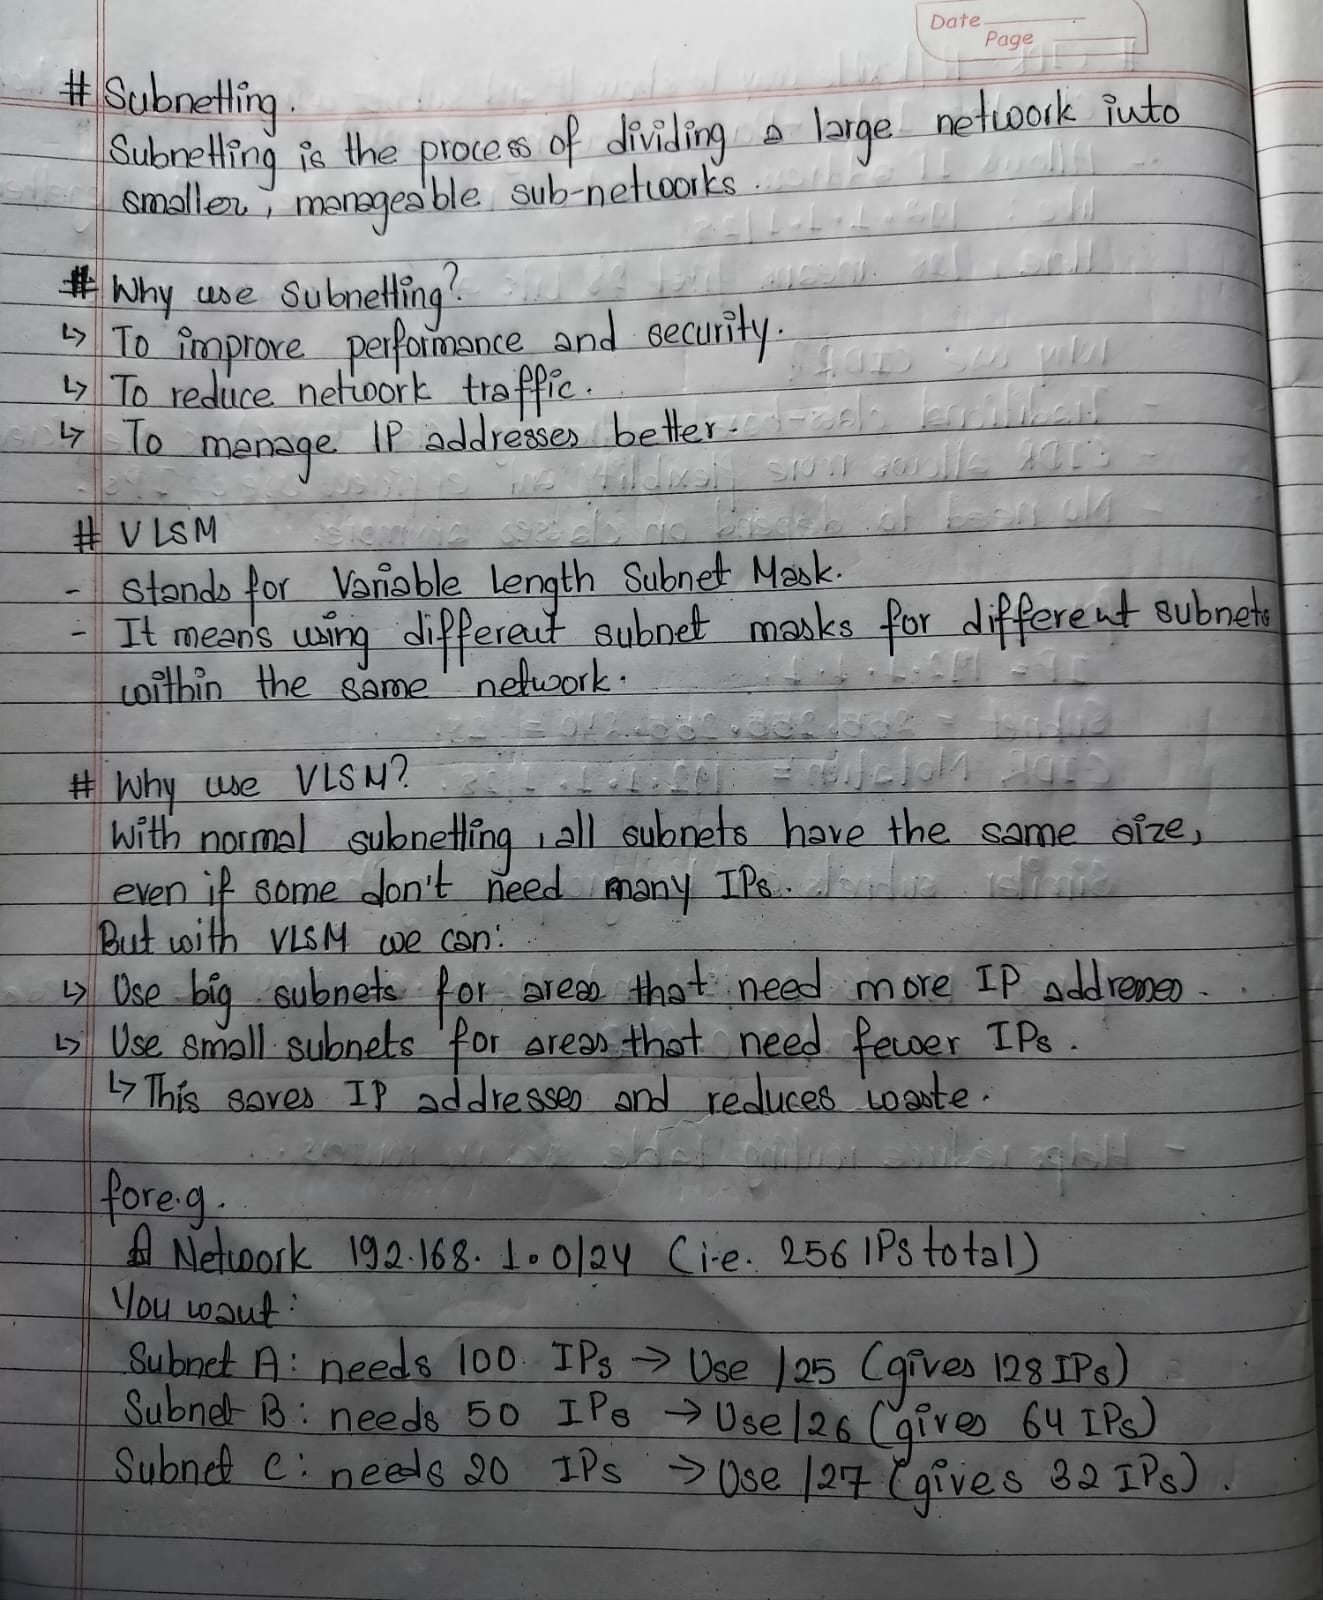 Date
Page
# Subnetting.
Subnetting is the process of dividing a large network into
smaller, manageable sub-networks.
# Why use Subnetting?
↳ To improve performance and security.
↳ To reduce network traffic.
↳ To manage IP addresses better.
# VLSM
- Stands for Variable Length Subnet Mask.
- It means using different subnet masks for different subnets
within the same network.
# Why use VLSM?
With normal subnetting, all subnets have the same size,
even if some don't need many IPs.
But with VLSM we can:
↳ Use big subnets for areas that need more IP addresses.
↳ Use small subnets for areas that need fewer IPs.
↳ This saves IP addresses and reduces waste.
for e.g.
A Network 192.168.1.0/24 (i.e. 256 IPs total)
You want:
Subnet A: needs 100 IPs → Use /25 (gives 128 IPs)
Subnet B: needs 50 IPs → Use /26 (gives 64 IPs)
Subnet C: needs 20 IPs → Use /27 (gives 32 IPs).